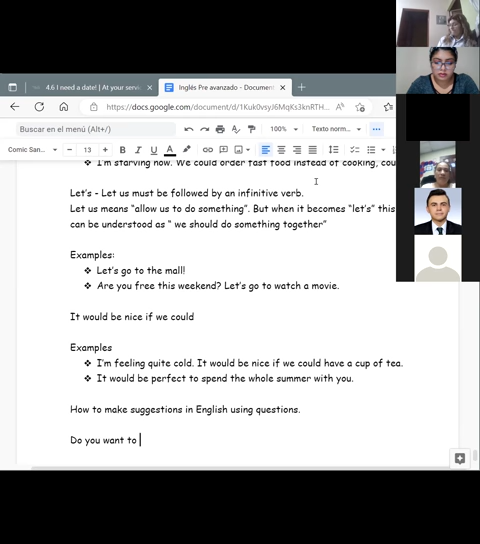 4.6 I need a date! | At your servi
Inglés Pre avanzado - Document
https://docs.google.com/document/d/1Kuk0vsyJ6MqKs3knRTH...
Buscar en el menú (Alt+/)
100%
Texto norm...
Comic San...
13
B I U A
❖ I'm starving now. We could order fast food instead of cooking, cou
Let's - Let us must be followed by an infinitive verb.
Let us means “allow us to do something”. But when it becomes “let's” this
can be understood as “ we should do something together”
Examples:
❖ Let's go to the mall!
❖ Are you free this weekend? Let's go to watch a movie.
It would be nice if we could
Examples
❖ I'm feeling quite cold. It would be nice if we could have a cup of tea.
❖ It would be perfect to spend the whole summer with you.
How to make suggestions in English using questions.
Do you want to